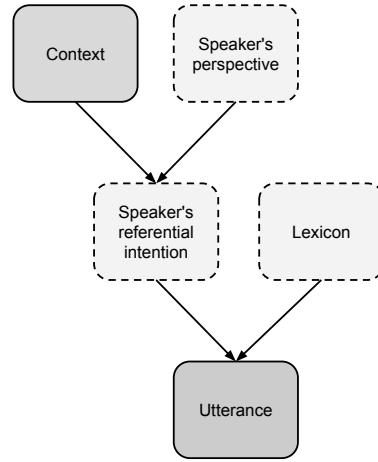 Context
Speaker's
perspective
Speaker's
referential
intention
Lexicon
Utterance